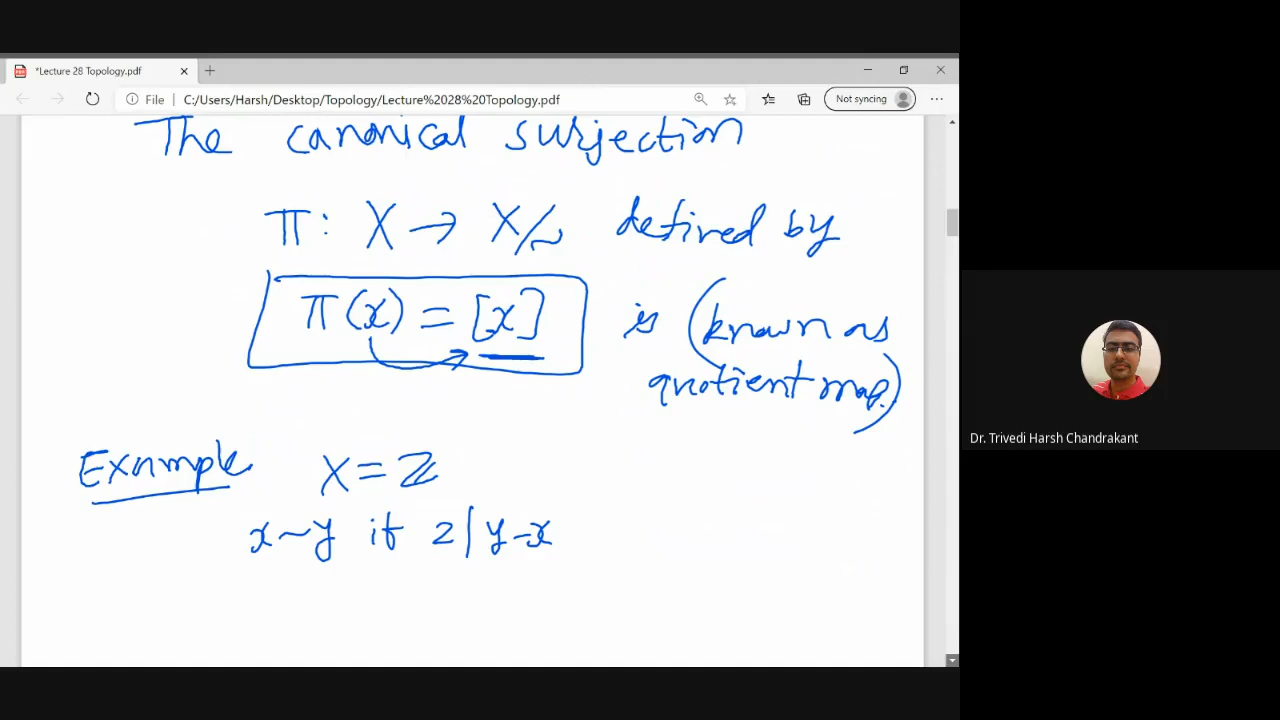 *Lecture 28 Topology.pdf
File | C:/Users/Harsh/Desktop/Topology/Lecture%2028%20Topology.pdf
Not syncing
The canonical surjection
π: X → X/~ defined by
π(x) = [x] is (known as
quotient map.)
Example X = ℤ
x ~ y if 2 | y - x
Dr. Trivedi Harsh Chandrakant